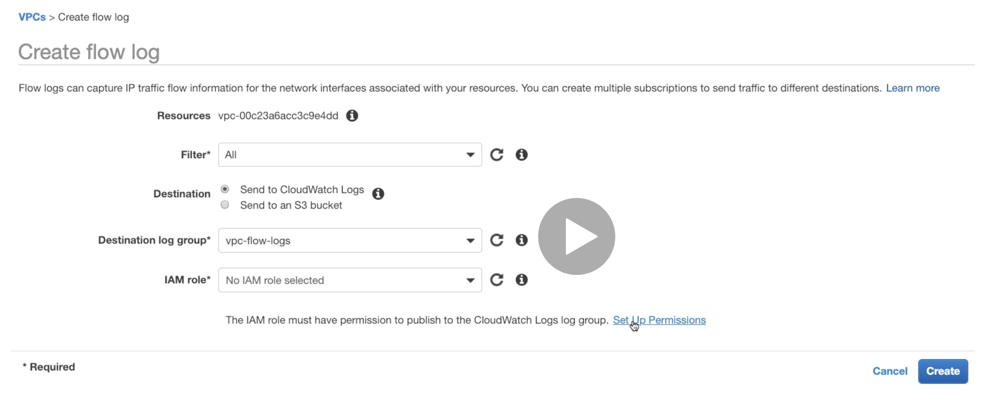 VPCs > Create flow log
Create flow log
Flow logs can capture IP traffic flow information for the network interfaces associated with your resources. You can create multiple subscriptions to send traffic to different destinations. Learn more
Resources vpc-00c23a6acc3c9e4dd
Filter* All
Destination Send to CloudWatch Logs
Send to an S3 bucket
Destination log group* vpc-flow-logs
IAM role* No IAM role selected
The IAM role must have permission to publish to the CloudWatch Logs log group. Set Up Permissions
* Required
Cancel Create